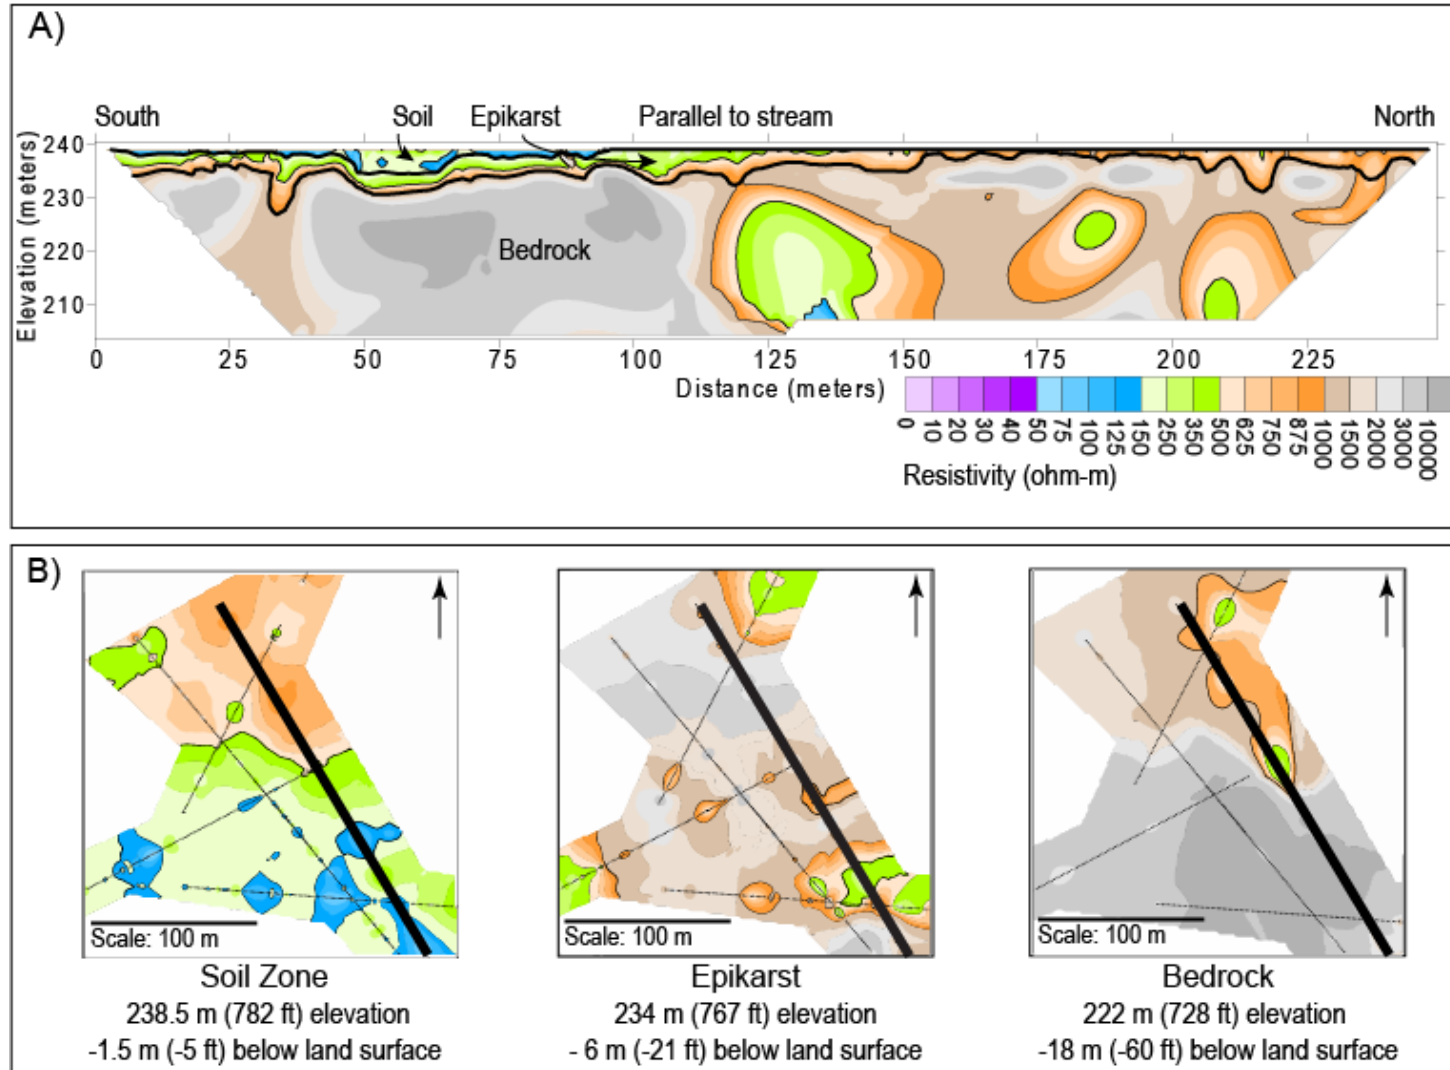 A)
South Soil Epikarst Parallel to stream North
Elevation (meters)
240
230
220
210
Bedrock
0 25 50 75 100 125 150 175 200 225
Distance (meters)
0 10 20 30 40 50 75 100 125 150 250 350 500 625 750 875 1000 1500 2000 3000 10000
Resistivity (ohm-m)
B)
Scale: 100 m
Scale: 100 m
Scale: 100 m
Soil Zone
238.5 m (782 ft) elevation
-1.5 m (-5 ft) below land surface
Epikarst
234 m (767 ft) elevation
- 6 m (-21 ft) below land surface
Bedrock
222 m (728 ft) elevation
-18 m (-60 ft) below land surface